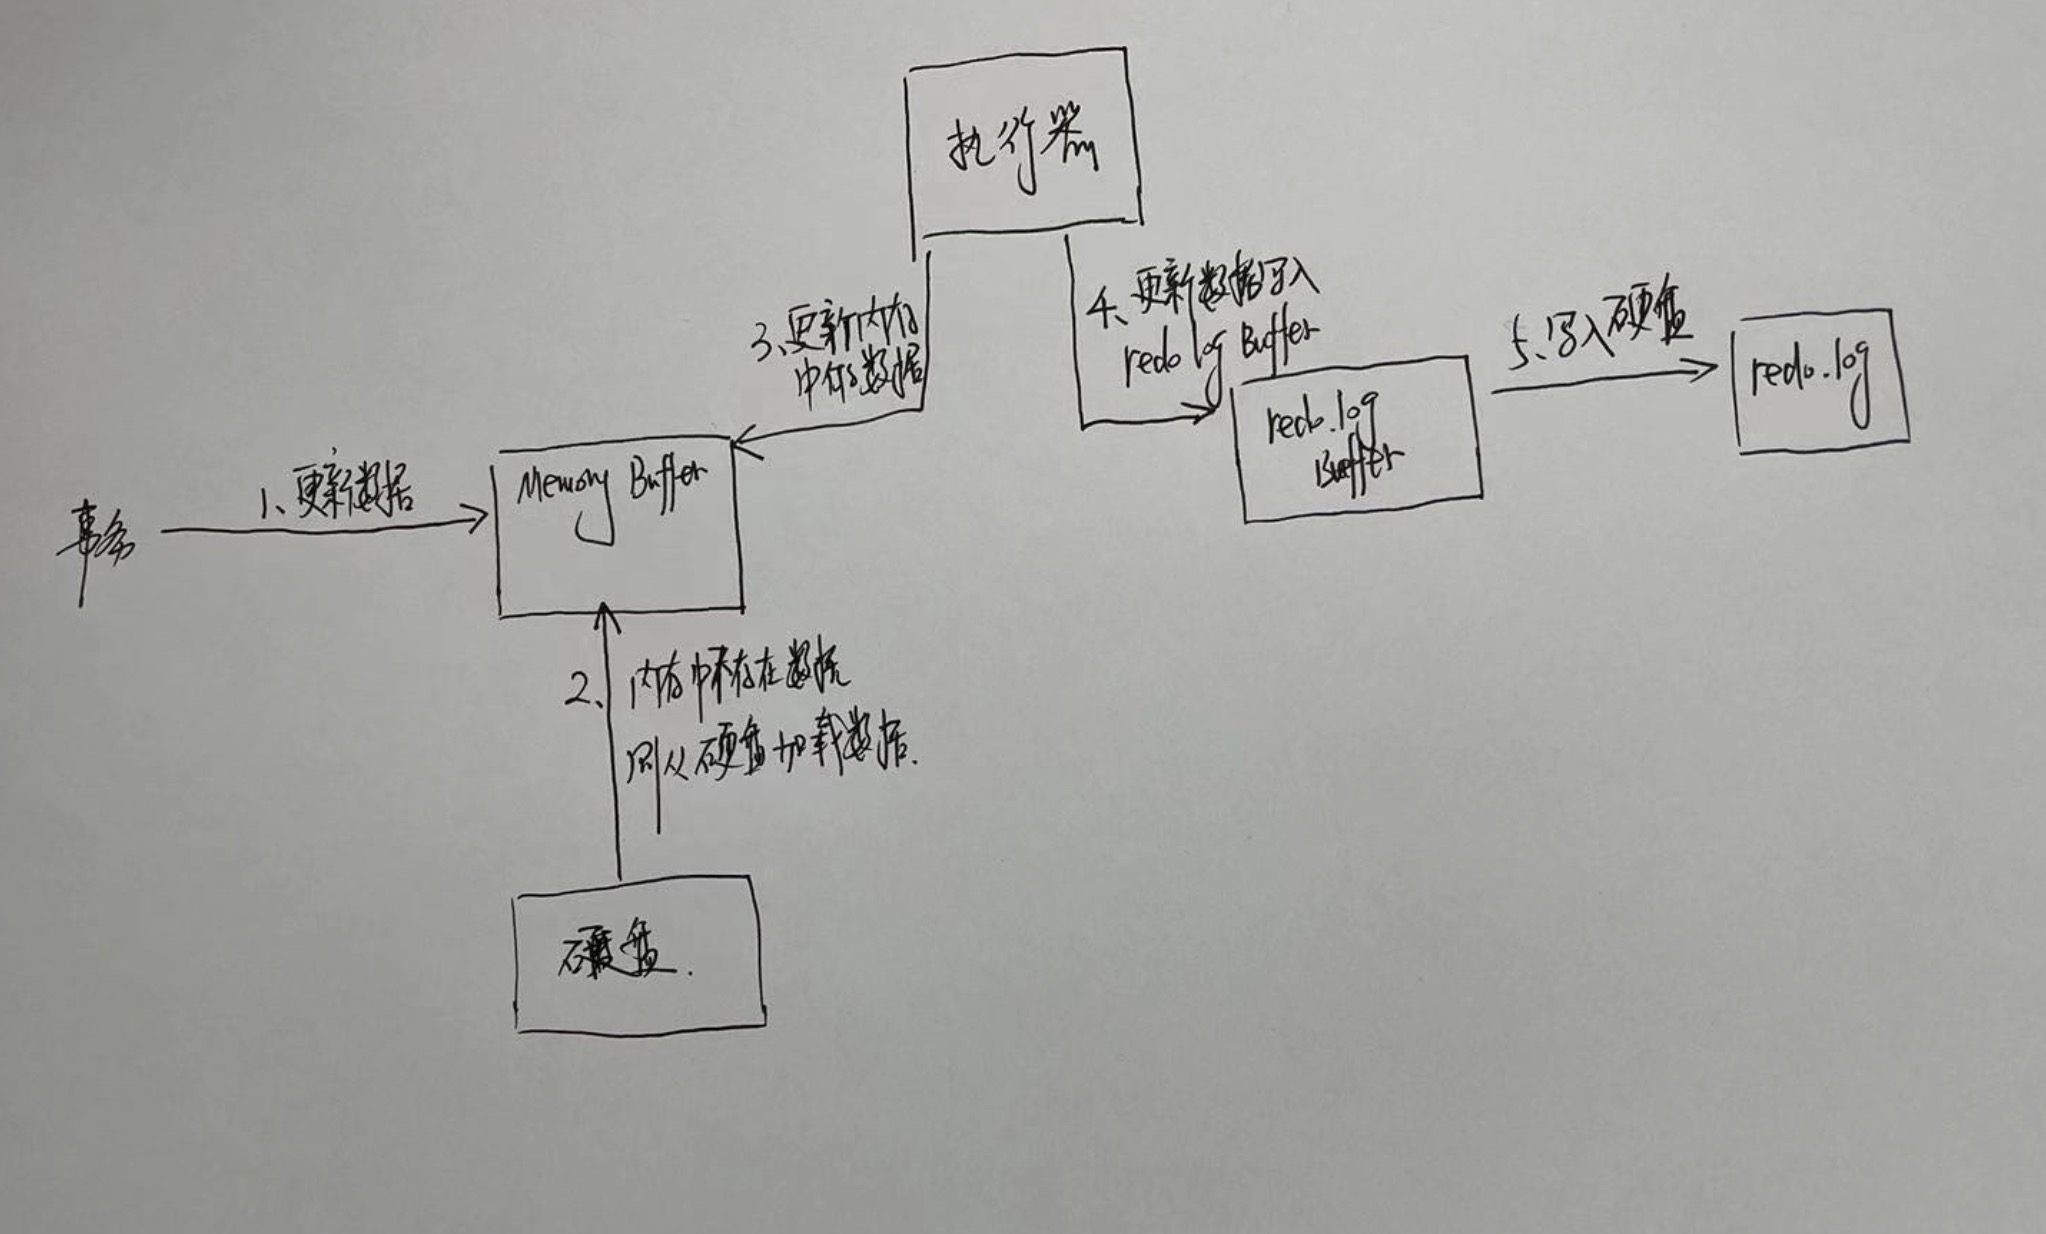 执行器
3、更新内存
中的数据
4、更新数据写入
redo log Buffer
5、写入硬盘
redo.log
redo.log
Buffer
Memory Buffer
1、更新数据
事务
2、内存中不存在数据
则从硬盘加载数据.
硬盘.